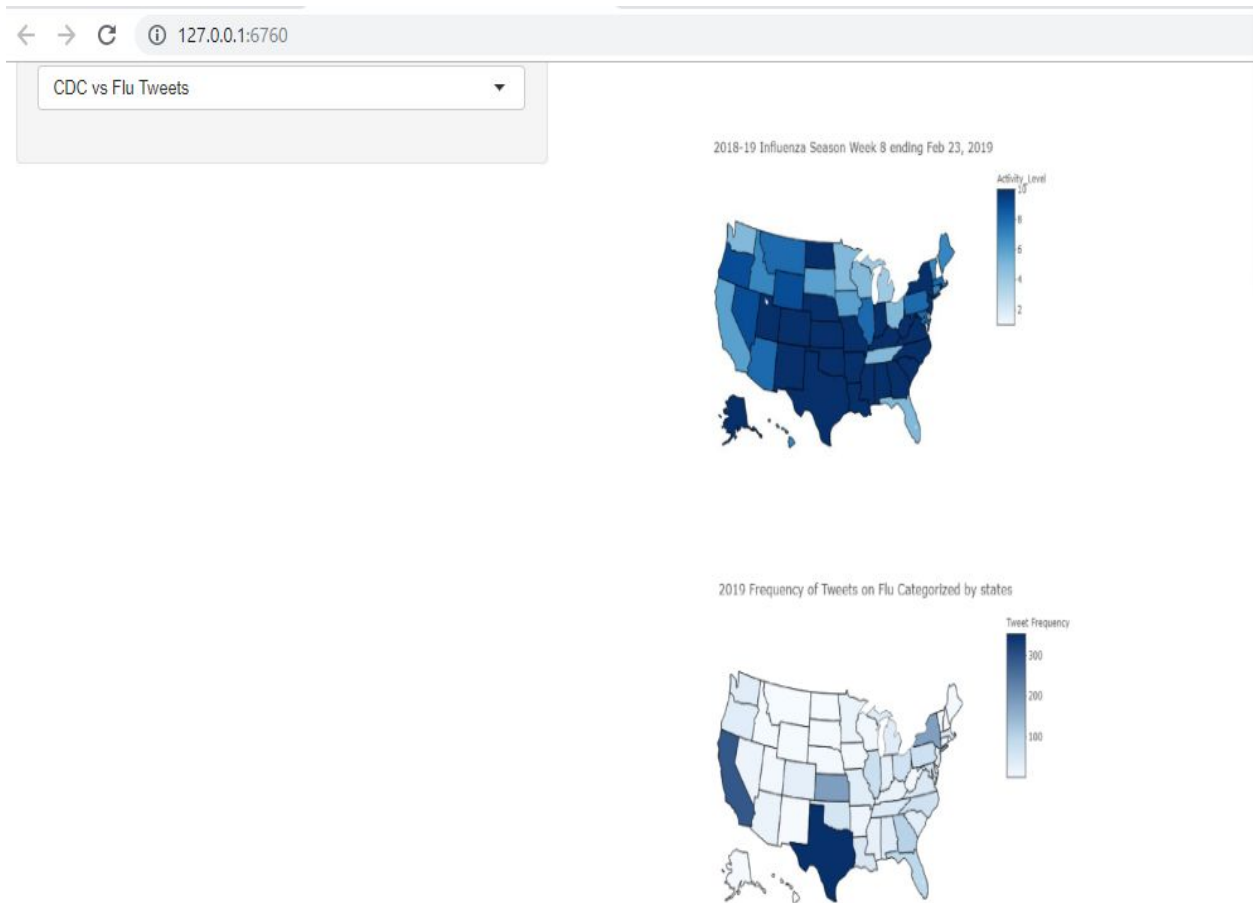 127.0.0.1:6760
CDC vs Flu Tweets
2018-19 Influenza Season Week 8 ending Feb 23, 2019
Activity_Level
10
8
6
4
2
2019 Frequency of Tweets on Flu Categorized by states
Tweet Frequency
300
200
100